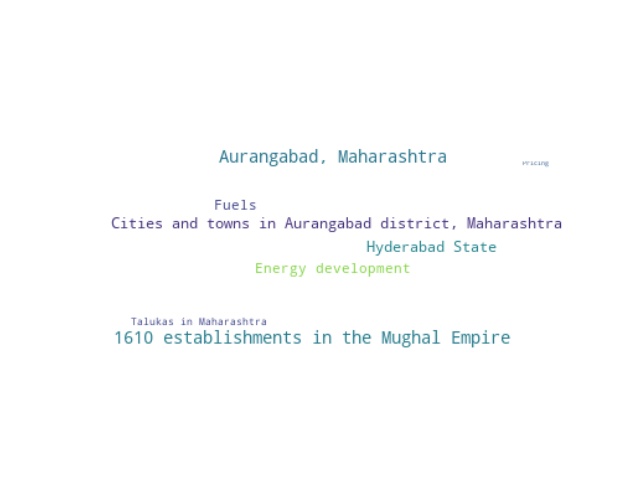 Aurangabad, Maharashtra
Pricing
Fuels
Cities and towns in Aurangabad district, Maharashtra
Hyderabad State
Energy development
Talukas in Maharashtra
1610 establishments in the Mughal Empire